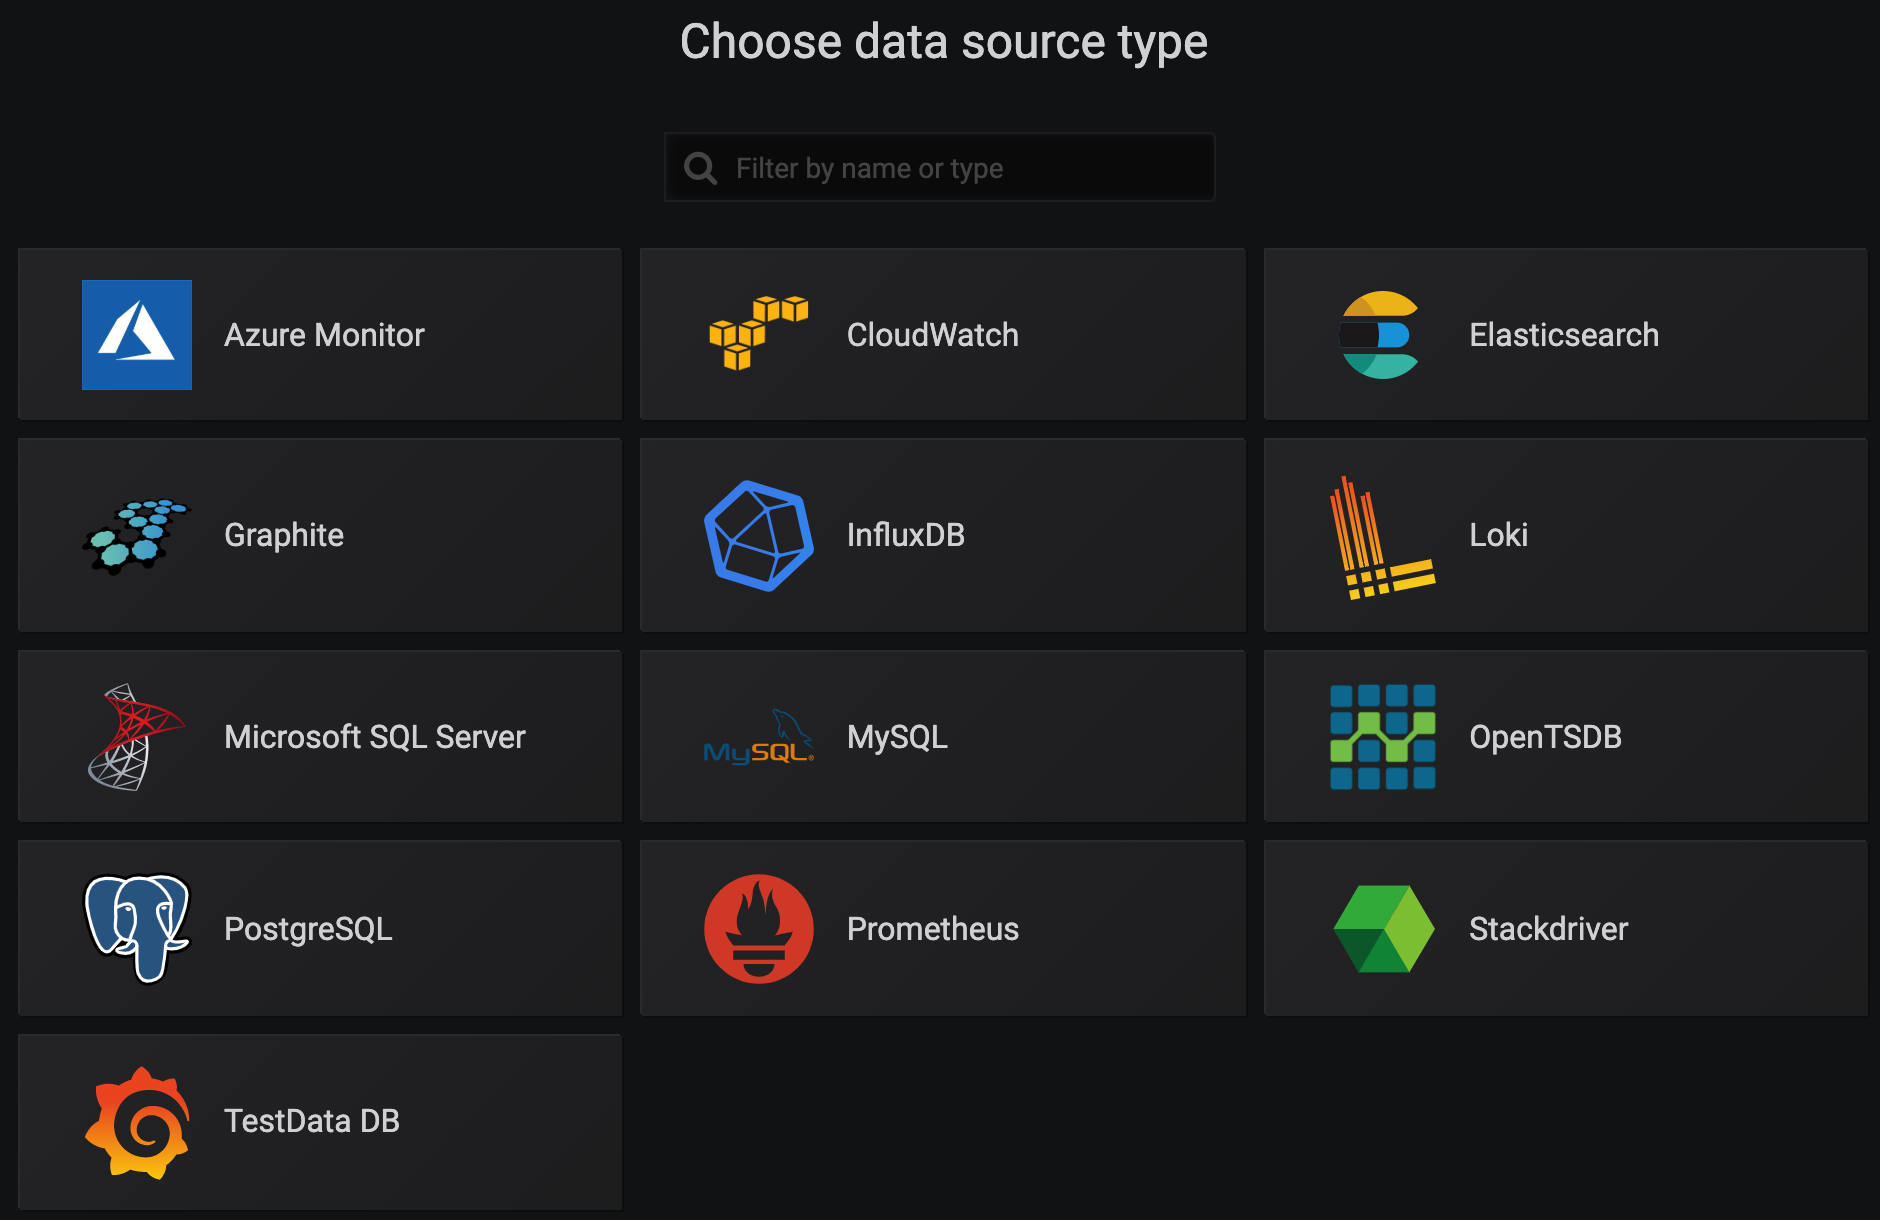 Choose data source type
Filter by name or type
Azure Monitor
CloudWatch
Elasticsearch
Graphite
InfluxDB
Loki
Microsoft SQL Server
MySQL®
MySQL
OpenTSDB
PostgreSQL
Prometheus
Stackdriver
TestData DB